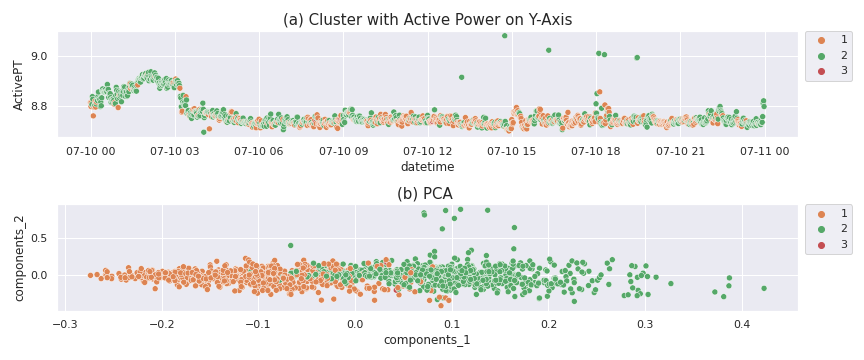 (a) Cluster with Active Power on Y-Axis
1
2
3
9.0
8.8
ActivePT
07-10 00 07-10 03 07-10 06 07-10 09 07-10 12 07-10 15 07-10 18 07-10 21 07-11 00
datetime
(b) PCA
1
2
3
0.5
0.0
components_2
−0.3 −0.2 −0.1 0.0 0.1 0.2 0.3 0.4
components_1